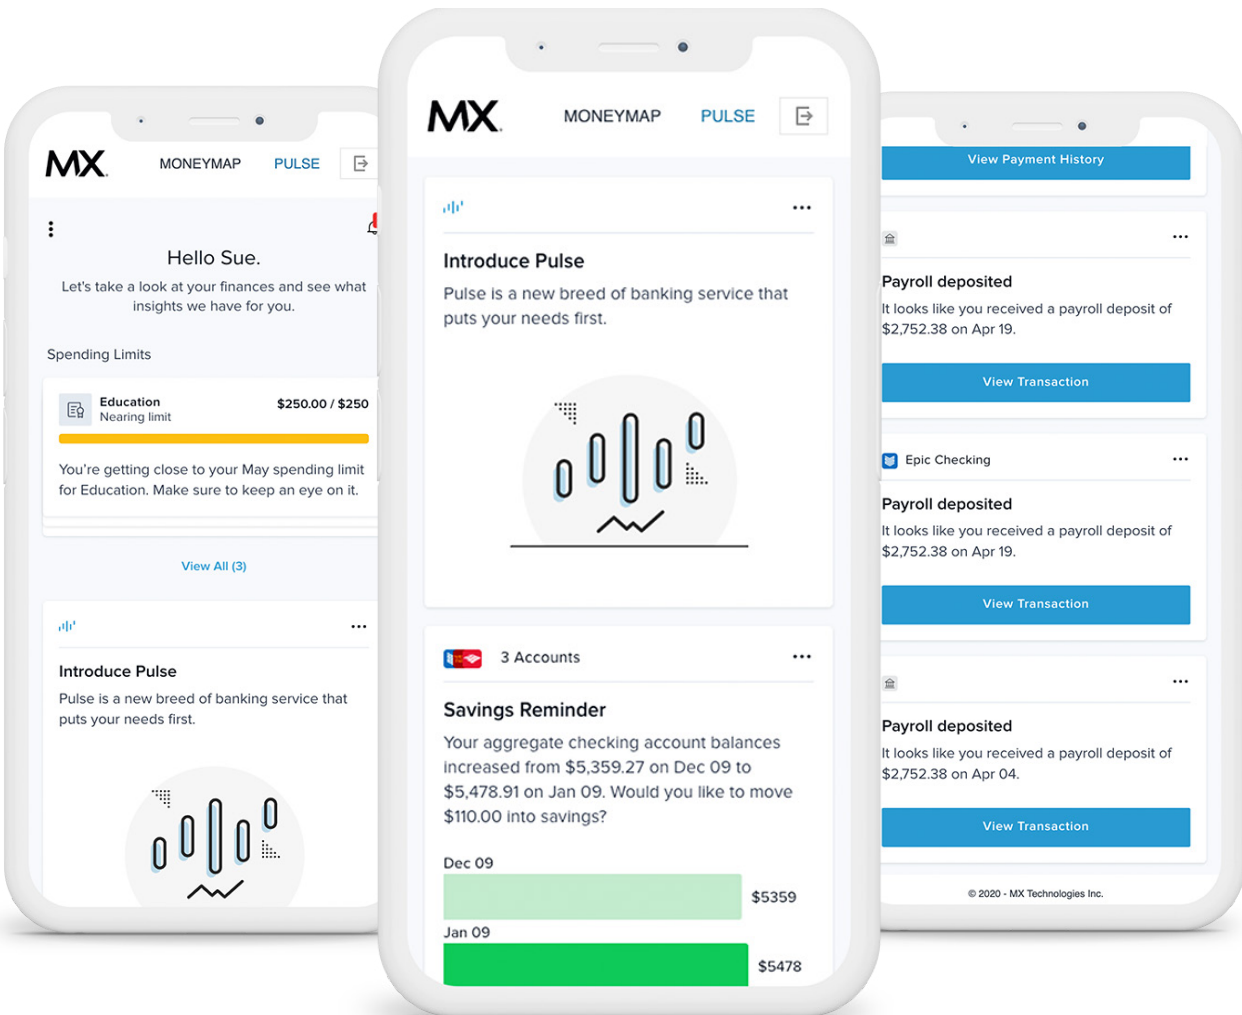 MX
MONEYMAP
PULSE
Hello Sue.
Let's take a look at your finances and see what
insights we have for you.
Spending Limits
Education
$250.00 / $250
Nearing limit
You're getting close to your May spending limit
for Education. Make sure to keep an eye on it.
View All (3)
Introduce Pulse
Pulse is a new breed of banking service that
puts your needs first.
MX
MONEYMAP
PULSE
Introduce Pulse
Pulse is a new breed of banking service that
puts your needs first.
3 Accounts
Savings Reminder
Your aggregate checking account balances
increased from $5,359.27 on Dec 09 to
$5,478.91 on Jan 09. Would you like to move
$110.00 into savings?
Dec 09
$5359
Jan 09
$5478
View Payment History
Payroll deposited
It looks like you received a payroll deposit of
$2,752.38 on Apr 19.
View Transaction
Epic Checking
Payroll deposited
It looks like you received a payroll deposit of
$2,752.38 on Apr 19.
View Transaction
Payroll deposited
It looks like you received a payroll deposit of
$2,752.38 on Apr 04.
View Transaction
© 2020 - MX Technologies Inc.